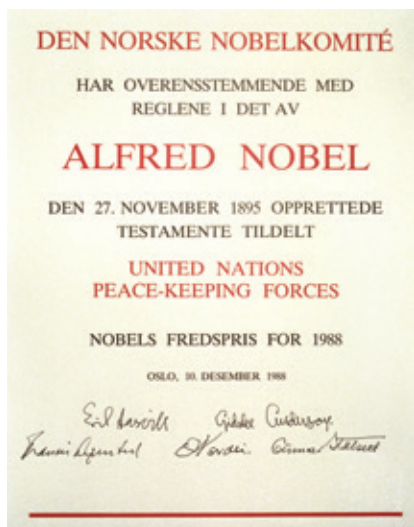 DEN NORSKE NOBELKOMITÉ
HAR OVERENSSTEMMENDE MED
REGLENE I DET AV
ALFRED NOBEL
DEN 27. NOVEMBER 1895 OPPRETTEDE
TESTAMENTE TILDELT
UNITED NATIONS
PEACE-KEEPING FORCES
NOBELS FREDSPRIS FOR 1988
OSLO, 10. DESEMBER 1988